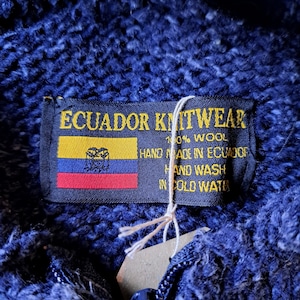 ECUADOR KNITWEAR
100% WOOL
HAND MADE IN ECUADOR
HAND WASH
IN COLD WATER